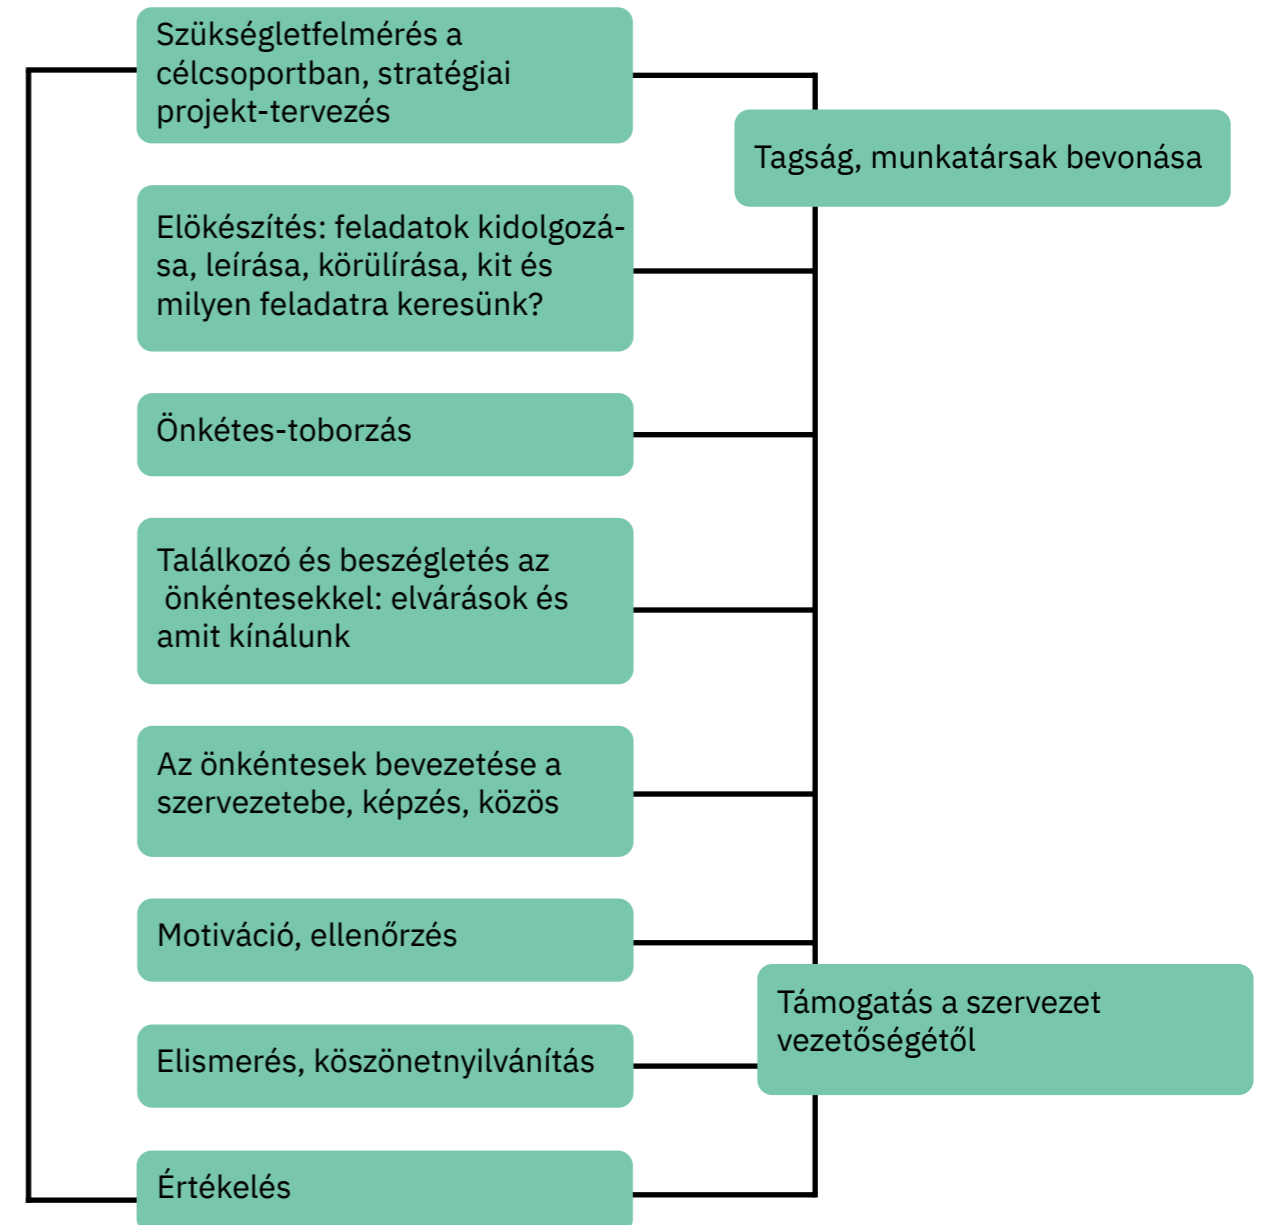 Szükségletfelmérés a
célcsoportban, stratégiai
projekt-tervezés
Tagság, munkatársak bevonása
Elökészítés: feladatok kidolgozá-
sa, leírása, körülírása, kit és
milyen feladatra keresünk?
Önkétes-toborzás
Találkozó és beszégletés az
önkéntesekkel: elvárások és
amit kínálunk
Az önkéntesek bevezetése a
szervezetebe, képzés, közös
Motiváció, ellenőrzés
Támogatás a szervezet
vezetőségétől
Elismerés, köszönetnyilvánítás
Értékelés